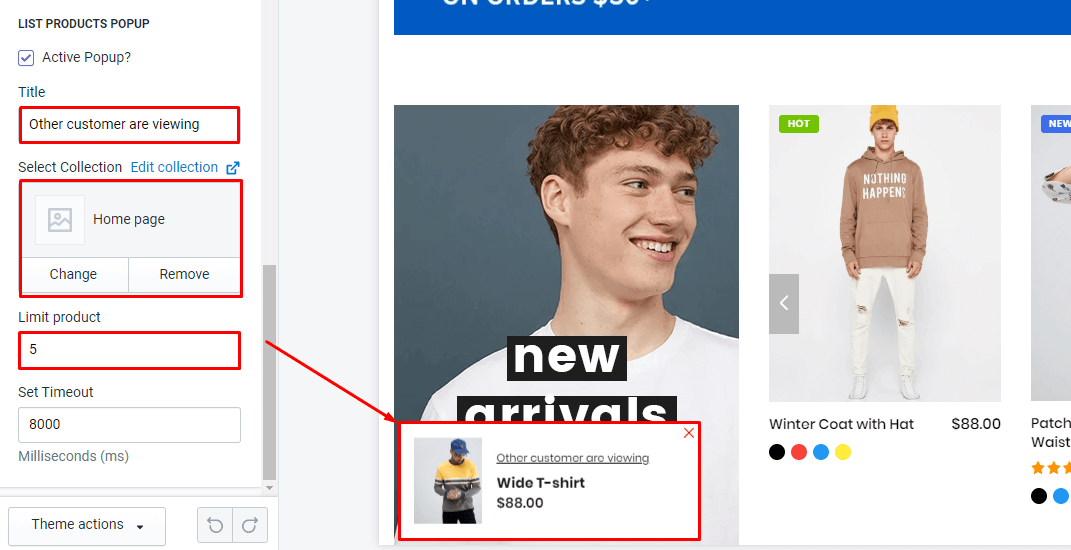 LIST PRODUCTS POPUP
Active Popup?
Title
Other customer are viewing
Select Collection Edit collection
Home page
Change Remove
Limit product
5
Set Timeout
8000
Milliseconds (ms)
Theme actions
ON ORDERS $50+
new
arrivals
Other customer are viewing
Wide T-shirt
$88.00
HOT
NOTHING
HAPPENS
Winter Coat with Hat $88.00
NEW
Patch
Waist